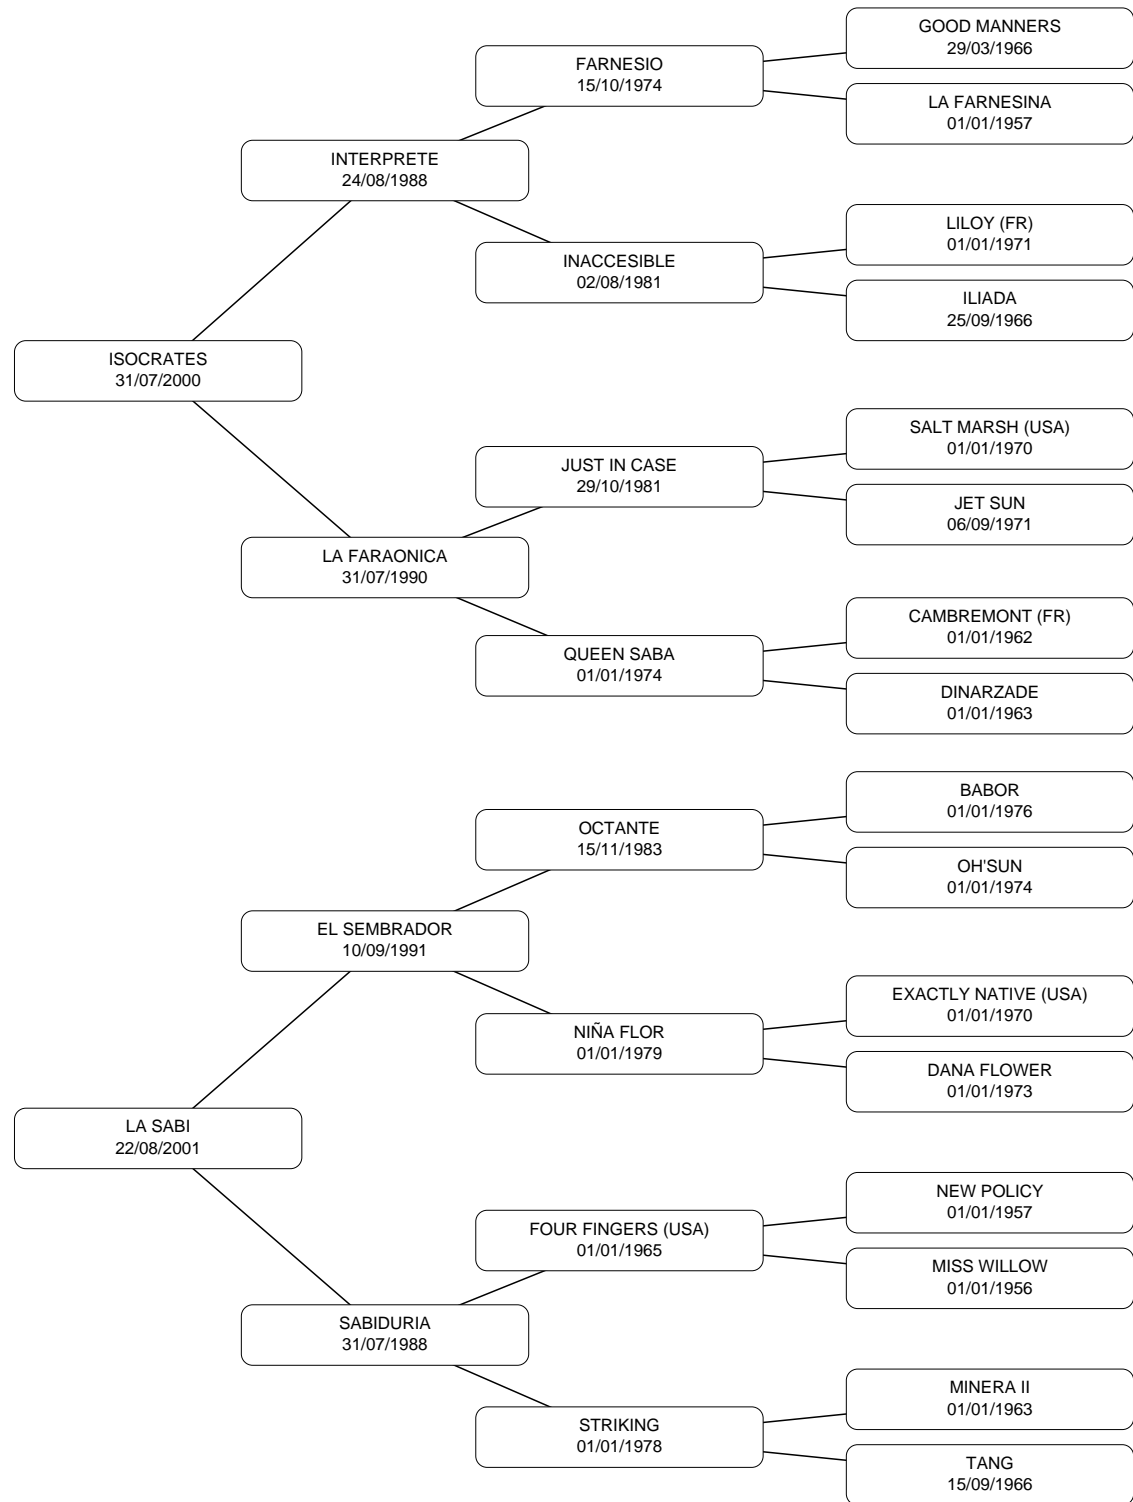 GOOD MANNERS
29/03/1966
FARNESIO
15/10/1974
LA FARNESINA
01/01/1957
INTERPRETE
24/08/1988
LILOY (FR)
01/01/1971
INACCESIBLE
02/08/1981
ILIADA
25/09/1966
ISOCRATES
31/07/2000
SALT MARSH (USA)
01/01/1970
JUST IN CASE
29/10/1981
JET SUN
06/09/1971
LA FARAONICA
31/07/1990
CAMBREMONT (FR)
01/01/1962
QUEEN SABA
01/01/1974
DINARZADE
01/01/1963
BABOR
01/01/1976
OCTANTE
15/11/1983
OH'SUN
01/01/1974
EL SEMBRADOR
10/09/1991
EXACTLY NATIVE (USA)
01/01/1970
NIÑA FLOR
01/01/1979
DANA FLOWER
01/01/1973
LA SABI
22/08/2001
NEW POLICY
01/01/1957
FOUR FINGERS (USA)
01/01/1965
MISS WILLOW
01/01/1956
SABIDURIA
31/07/1988
MINERA II
01/01/1963
STRIKING
01/01/1978
TANG
15/09/1966